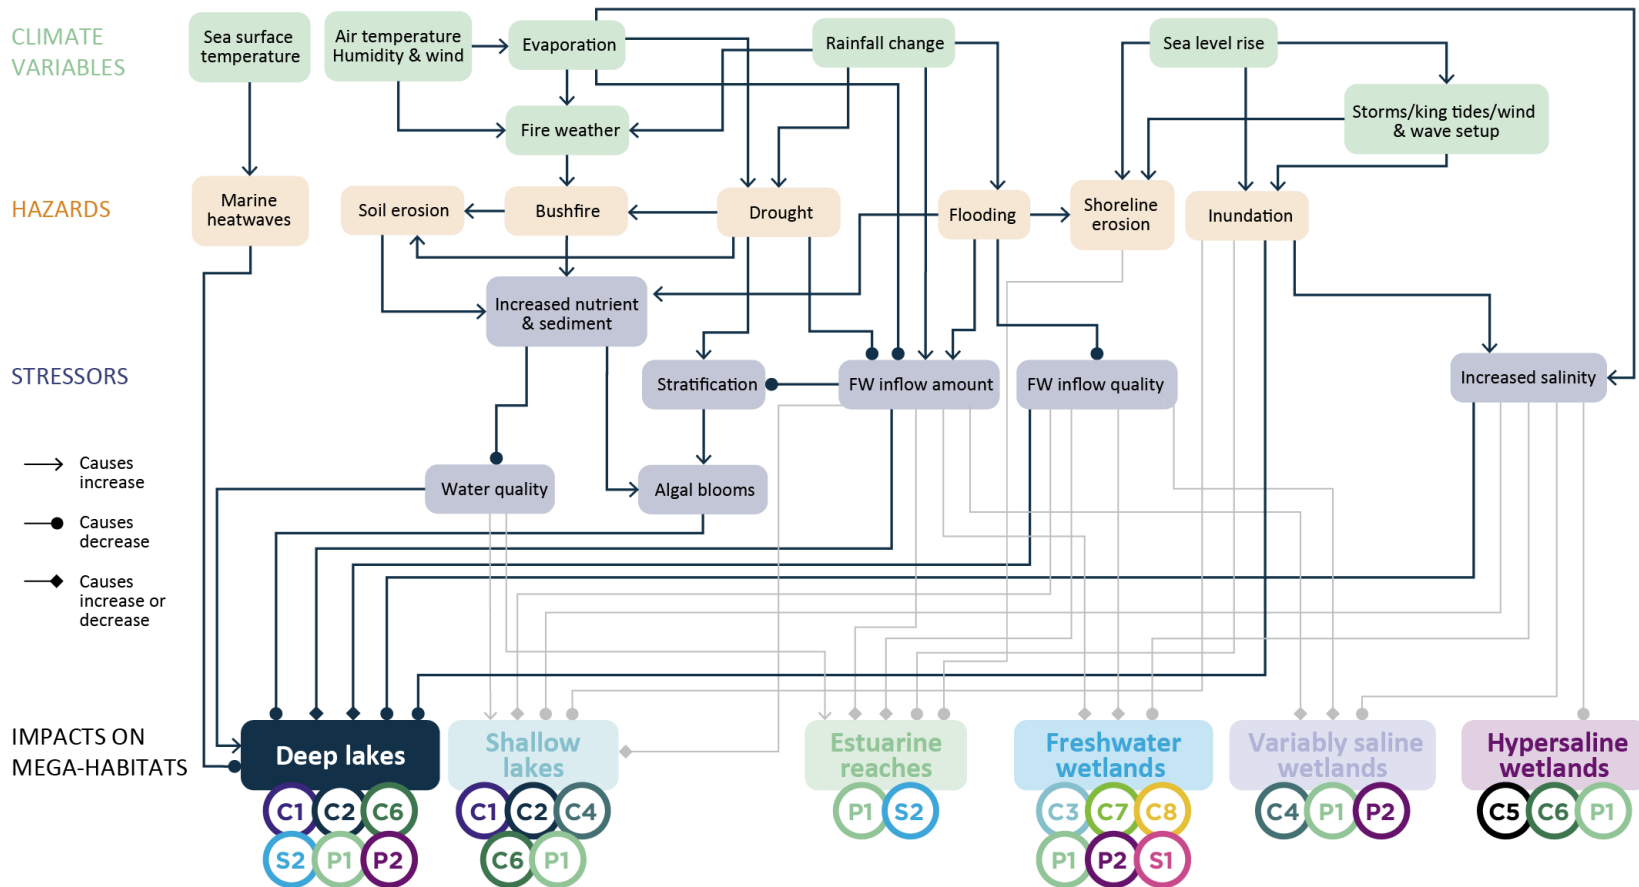 CLIMATE
VARIABLES
Sea surface
temperature
Air temperature
Humidity & wind
Evaporation
Rainfall change
Sea level rise
Fire weather
Storms/king tides/wind
& wave setup
HAZARDS
Marine
heatwaves
Soil erosion
Bushfire
Drought
Flooding
Shoreline
erosion
Inundation
Increased nutrient
& sediment
STRESSORS
Stratification
FW inflow amount
FW inflow quality
Increased salinity
Water quality
Algal blooms
Causes
increase
Causes
decrease
Causes
increase or
decrease
IMPACTS ON
MEGA-HABITATS
Deep lakes
Shallow
lakes
Estuarine
reaches
Freshwater
wetlands
Variably saline
wetlands
Hypersaline
wetlands
C1 C2 C6
S2 P1 P2
C1 C2 C4
C6 P1
P1 S2
C3 C7 C8
P1 P2 S1
C4 P1 P2
C5 C6 P1